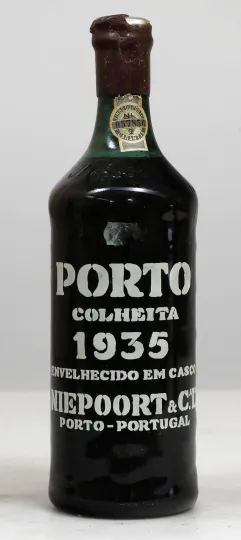 PORTO
COLHEITA
1935
ENVELHECIDO EM CASCO
NIEPOORT & C.ª
PORTO-PORTUGAL